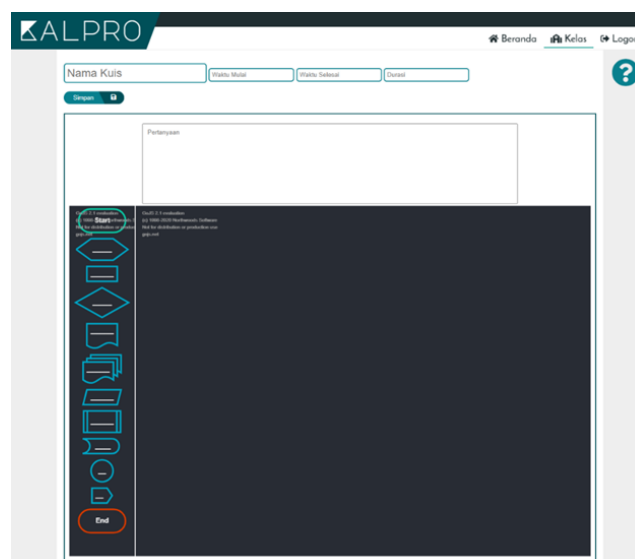 KALPRO
Beranda Kelas Logou
Nama Kuis Waktu Mulai Waktu Selesai Durasi
Simpan
Pertanyaan
Start
GoJS 2.1 evaluation
(c) 1998-2020 Northwoods Software
Not for distribution or production use
gojs.net
End